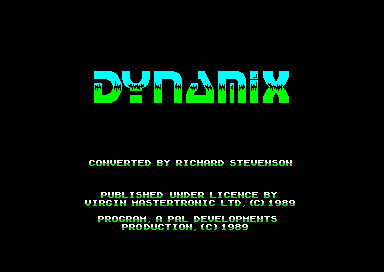 DYNAMIX
CONVERTED BY RICHARD STEVENSON
PUBLISHED UNDER LICENCE BY
VIRGIN MASTERTRONIC LTD, (C) 1989
PROGRAM, A PAL DEVELOPMENTS
PRODUCTION, (C) 1989